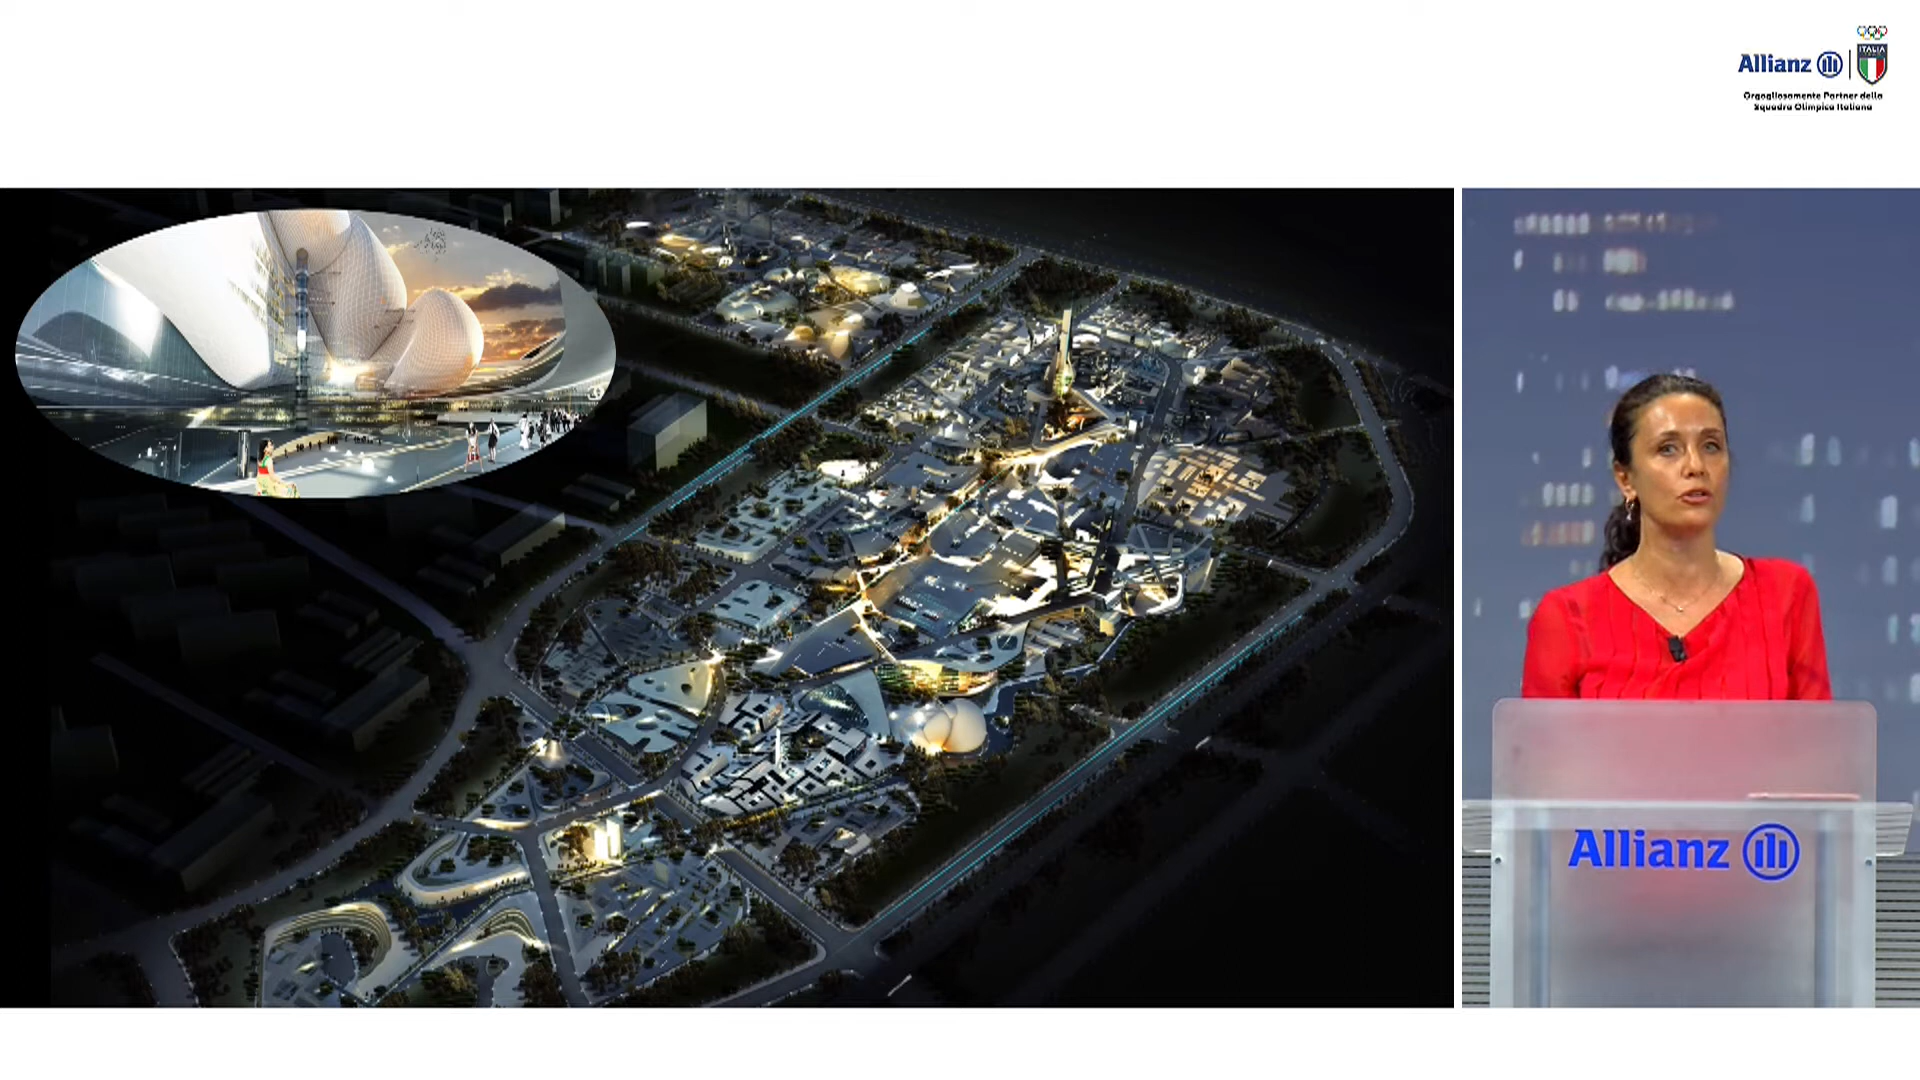 Allianz
ITALIA
Orgogliosamente Partner della
Squadra Olimpica Italiana
Allianz